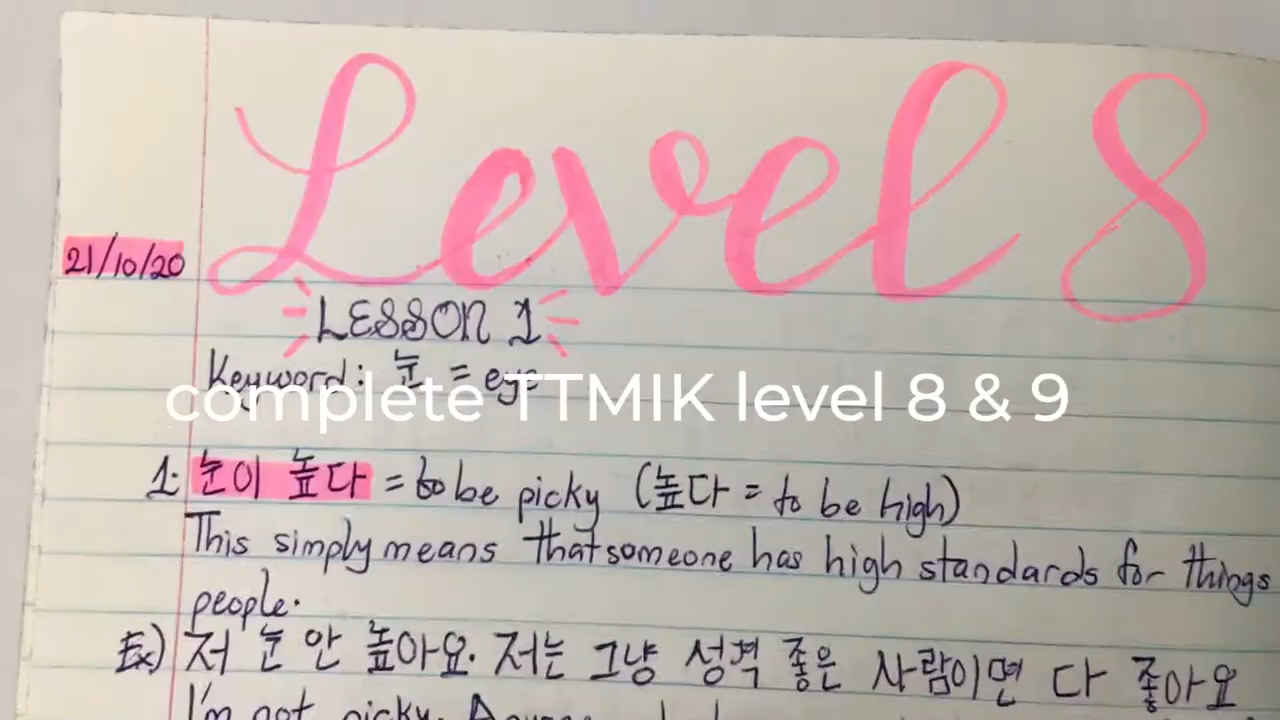 Level 8
21/10/20
LESSON 1
Keyword: 눈 = eye
complete TTMIK level 8 & 9
1. 눈이 높다 = to be picky (높다 = to be high)
This simply means that someone has high standards for things
people.
Ex) 저 눈 안 높아요. 저는 그냥 성격 좋은 사람이면 다 좋아요
I'm not picky.